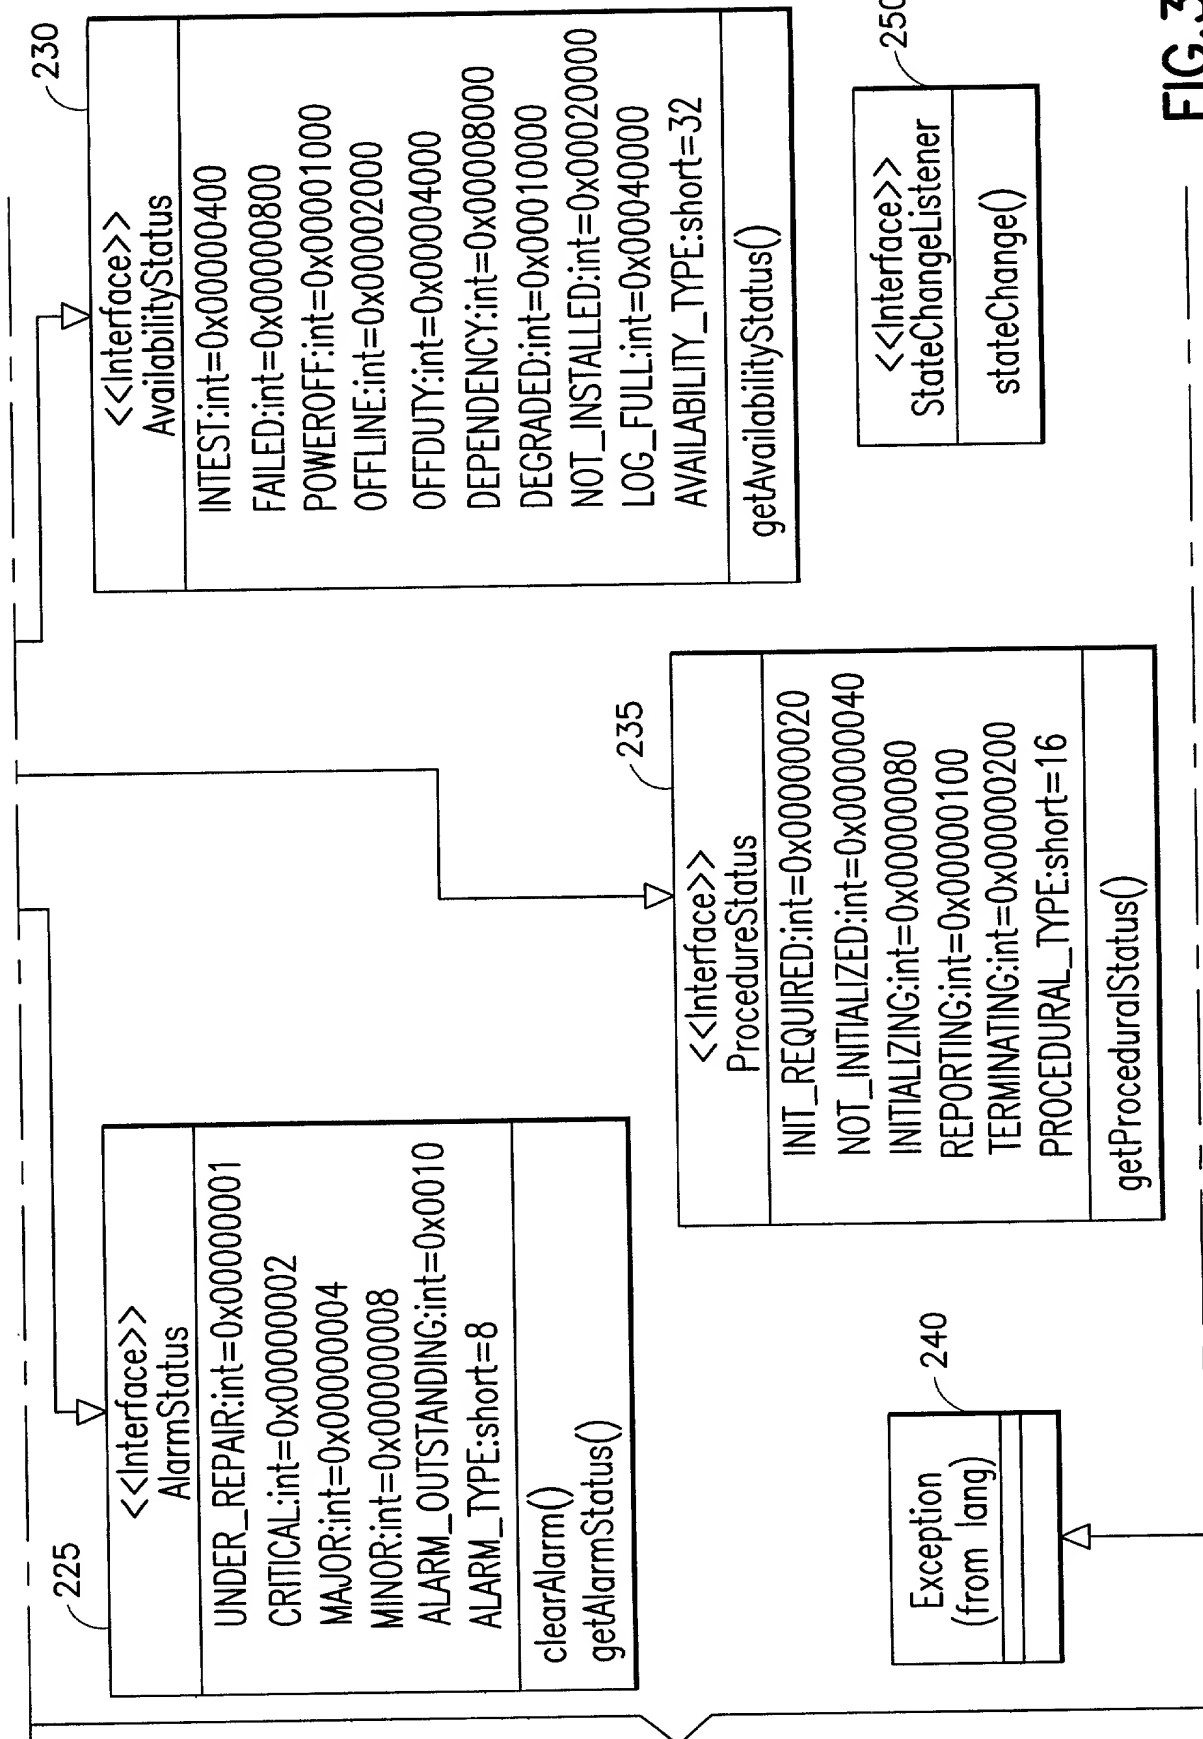 225
<<Interface>>
AlarmStatus
UNDER_REPAIR:int=0x00000001
CRITICAL:int=0x00000002
MAJOR:int=0x00000004
MINOR:int=0x00000008
ALARM_OUTSTANDING:int=0x0010
ALARM_TYPE:short=8
clearAlarm()
getAlarmStatus()
230
<<Interface>>
AvailabilityStatus
INTEST:int=0x00000400
FAILED:int=0x00000800
POWEROFF:int=0x00001000
OFFLINE:int=0x00002000
OFFDUTY:int=0x00004000
DEPENDENCY:int=0x00008000
DEGRADED:int=0x00010000
NOT_INSTALLED:int=0x00020000
LOG_FULL:int=0x00040000
AVAILABILITY_TYPE:short=32
getAvailabilityStatus()
235
<<Interface>>
ProcedureStatus
INIT_REQUIRED:int=0x00000020
NOT_INITIALIZED:int=0x00000040
INITIALIZING:int=0x00000080
REPORTING:int=0x00000100
TERMINATING:int=0x00000200
PROCEDURAL_TYPE:short=16
getProceduralStatus()
240
Exception
(from lang)
250
<<Interface>>
StateChangeListener
stateChange()
FIG.3